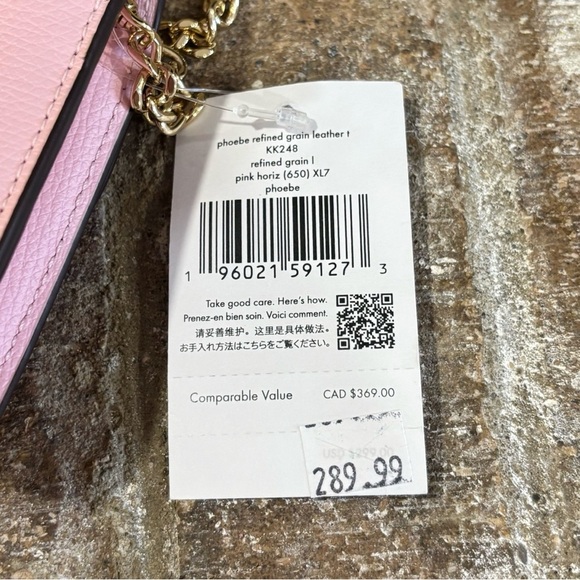 phoebe refined grain leather t
KK248
refined grain l
pink horiz (650) XL7
phoebe
1 96021 59127 3
Take good care. Here's how.
Prenez-en bien soin. Voici comment.
请妥善维护。这里是具体做法。
お手入れ方法はこちらをご覧ください。
Comparable Value CAD $369.00
USD $299.00
289.99